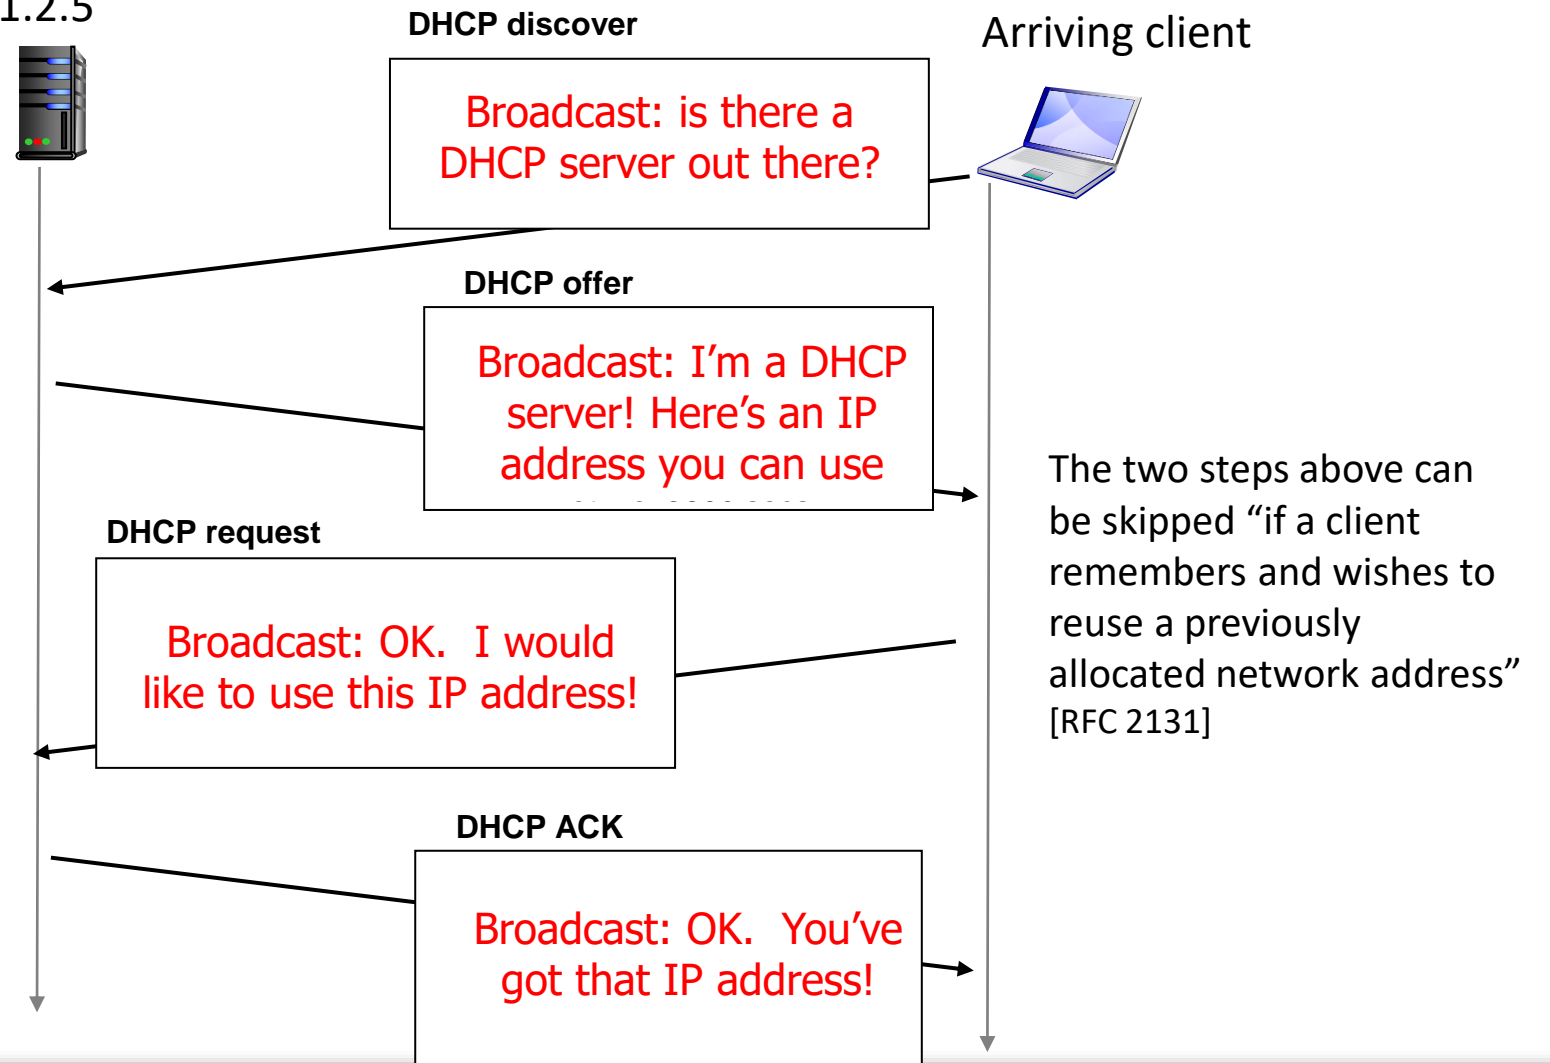 1.2.5
DHCP discover
Arriving client
Broadcast: is there a
DHCP server out there?
DHCP offer
Broadcast: I’m a DHCP
server! Here’s an IP
address you can use
The two steps above can
be skipped “if a client
remembers and wishes to
reuse a previously
allocated network address”
[RFC 2131]
DHCP request
Broadcast: OK.  I would
like to use this IP address!
DHCP ACK
Broadcast: OK.  You’ve
got that IP address!